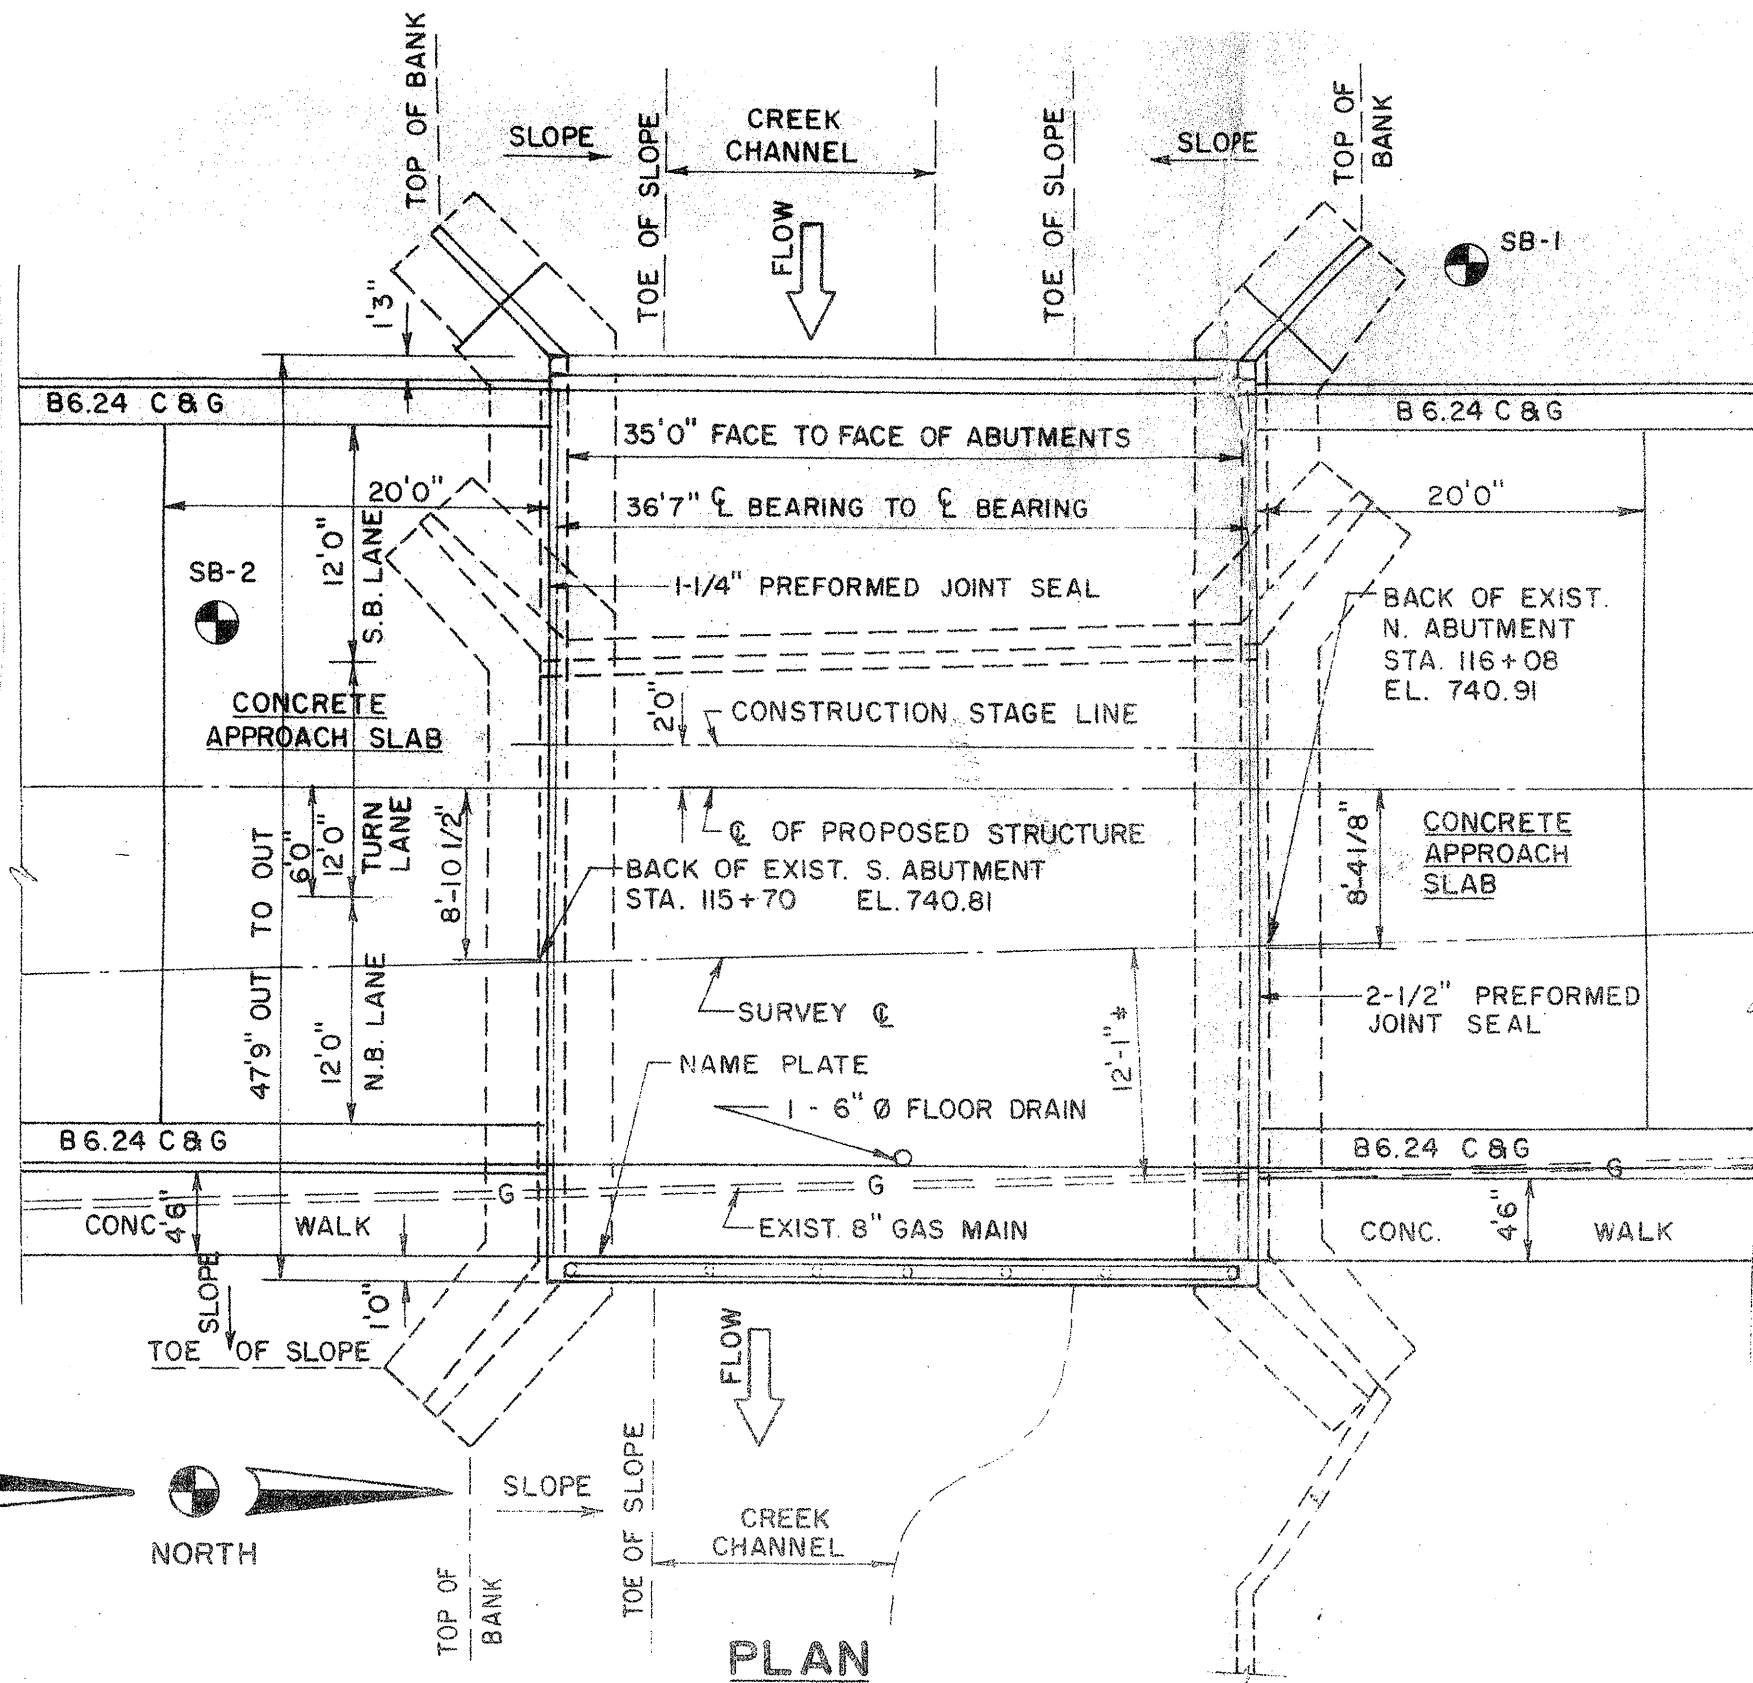 TOP OF BANK
SLOPE
TOE OF SLOPE
CREEK
CHANNEL
FLOW
TOE OF SLOPE
SLOPE
TOP OF
BANK
SB-1
1'3"
B6.24 C & G
B6.24 C & G
35'0" FACE TO FACE OF ABUTMENTS
20'0"
36'7" ℄ BEARING TO ℄ BEARING
20'0"
12'0"
S.B. LANE
SB-2
1-1/4" PREFORMED JOINT SEAL
BACK OF EXIST.
N. ABUTMENT
STA. 116+08
EL. 740.91
CONCRETE
APPROACH SLAB
2'0"
CONSTRUCTION STAGE LINE
47'9" OUT TO OUT
6'0"
12'0"
TURN
LANE
8'-10 1/2"
℄ OF PROPOSED STRUCTURE
BACK OF EXIST. S. ABUTMENT
STA. 115+70 EL. 740.81
8'-4 1/8"
CONCRETE
APPROACH
SLAB
12'0"
N.B. LANE
SURVEY ℄
12'-1" ±
2-1/2" PREFORMED
JOINT SEAL
NAME PLATE
1 - 6" Ø FLOOR DRAIN
B6.24 C & G
B6.24 C & G
G
G
G
CONC. WALK
4'6"
EXIST. 8" GAS MAIN
CONC. WALK
4'6"
SLOPE
1'0"
TOE OF SLOPE
FLOW
NORTH
SLOPE
TOP OF
BANK
TOE OF SLOPE
CREEK
CHANNEL
PLAN